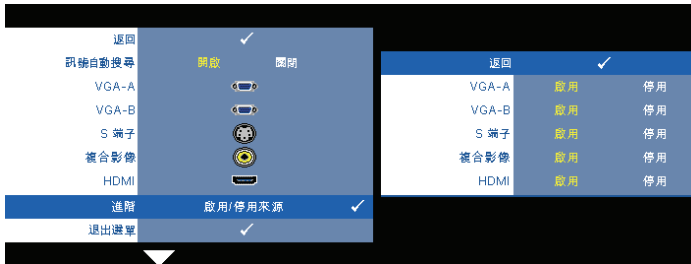 返回
訊號自動搜尋 開啟 關閉
VGA-A
VGA-B
S 端子
複合影像
HDMI
進階 啟用/停用來源
退出選單
返回
VGA-A 啟用 停用
VGA-B 啟用 停用
S 端子 啟用 停用
複合影像 啟用 停用
HDMI 啟用 停用